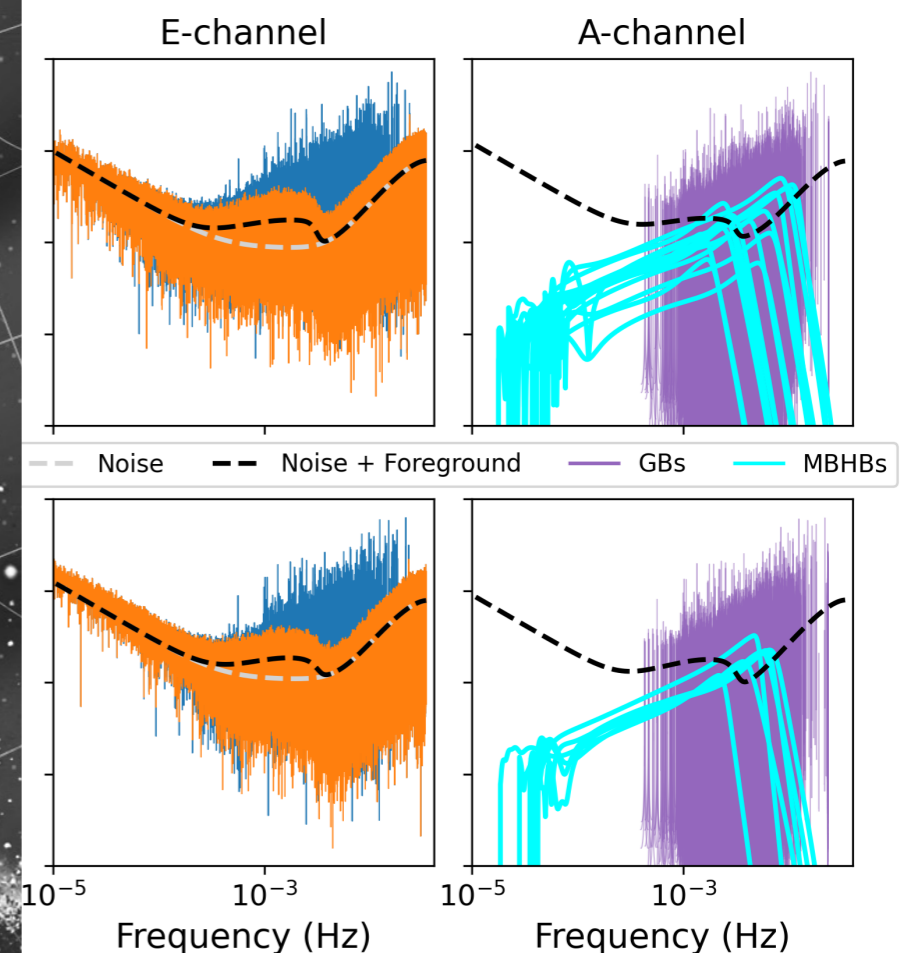 E-channel
A-channel
Noise
Noise + Foreground
GBs
MBHBs
10⁻⁵
10⁻³
10⁻⁵
10⁻³
Frequency (Hz)
Frequency (Hz)